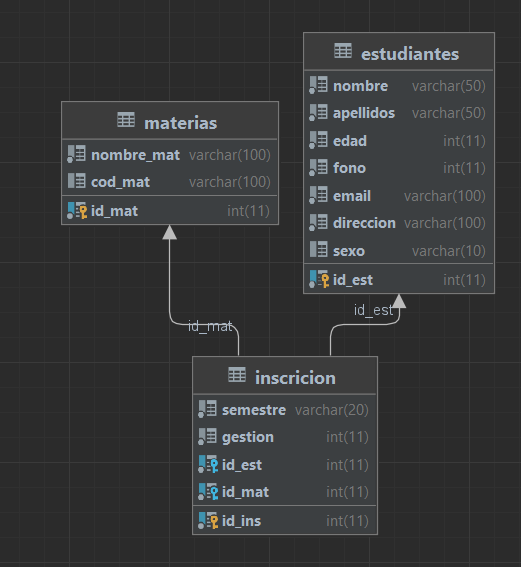 materias
nombre_mat varchar(100)
cod_mat varchar(100)
id_mat int(11)
estudiantes
nombre varchar(50)
apellidos varchar(50)
edad int(11)
fono int(11)
email varchar(100)
direccion varchar(100)
sexo varchar(10)
id_est int(11)
id_mat
id_est
inscricion
semestre varchar(20)
gestion int(11)
id_est int(11)
id_mat int(11)
id_ins int(11)